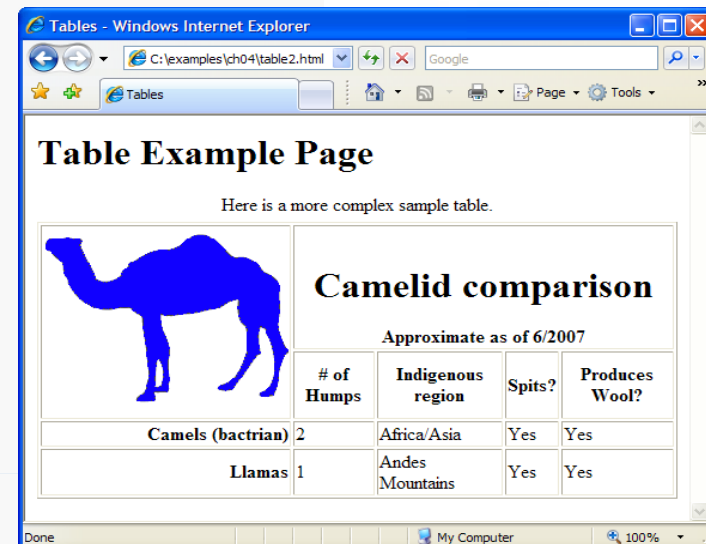 Tables - Windows Internet Explorer
C:\examples\ch04\table2.html Google
Tables Page Tools »
Table Example Page
Here is a more complex sample table.
Camelid comparison
Approximate as of 6/2007
# of Humps
Indigenous region
Spits?
Produces Wool?
Camels (bactrian) 2 Africa/Asia Yes Yes
Llamas 1 Andes Mountains Yes Yes
Done My Computer 100%